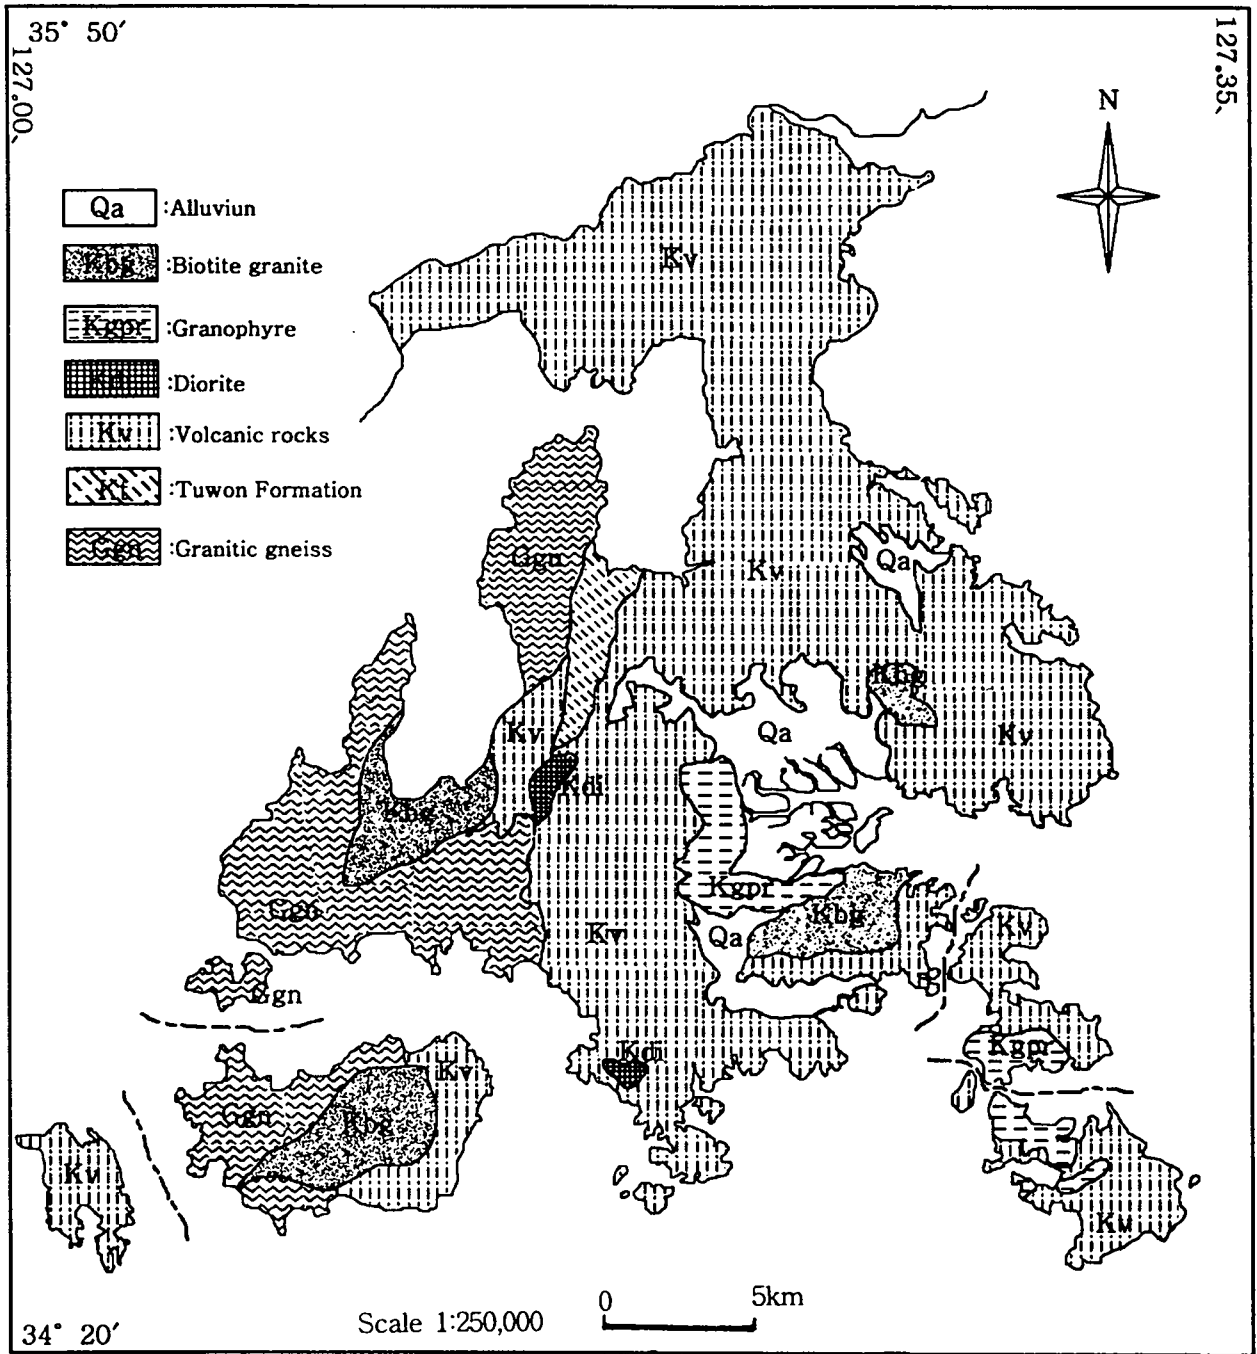 35° 50′
127.00、
127.35、
N
Qa :Alluviun
Kbg :Biotite granite
Kgpr :Granophyre
Kdi :Diorite
Kv :Volcanic rocks
Kt :Tuwon Formation
Ggn :Granitic gneiss
Kv
Ggn
Kv
Qa
Kbg
Kv
Qa
Kv
Kdi
Kbg
Kgpr
Ggn
Kv
Qa
Kbg
Kv
Ggn
Kdi
Kgpr
Kv
Ggn
Kbg
Kv
Kv
0 5km
Scale 1:250,000
34° 20′